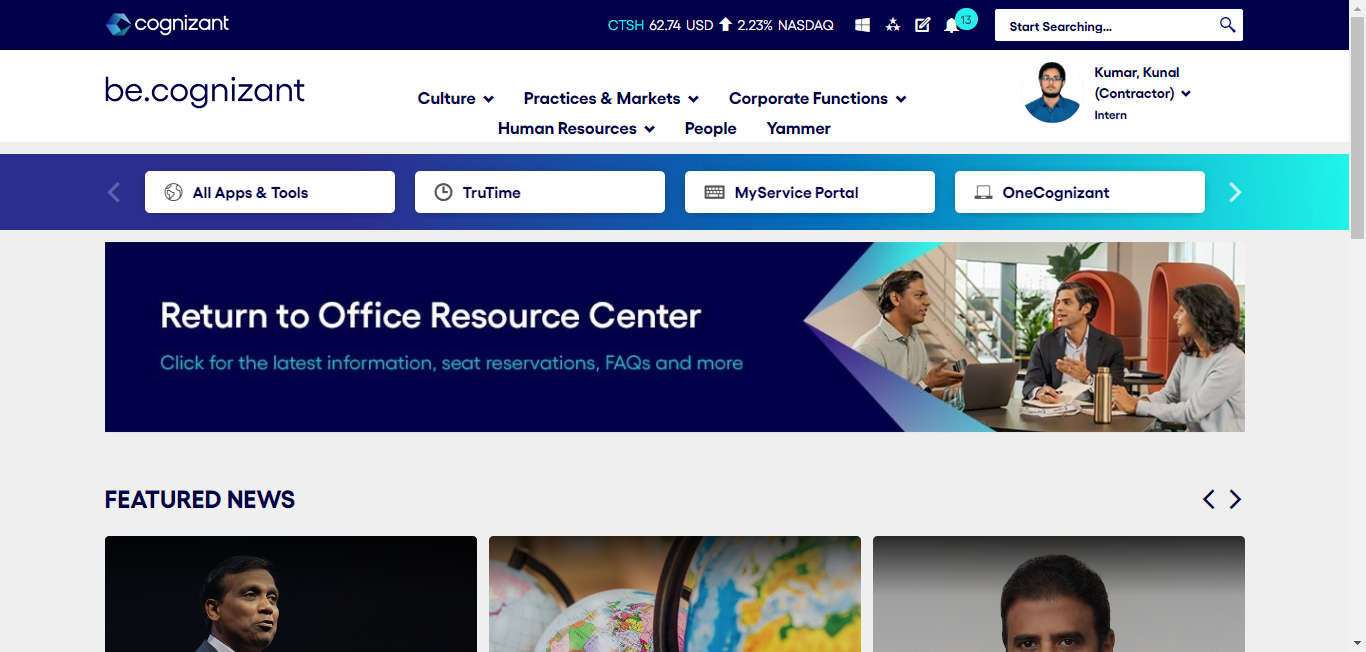 cognizant
CTSH 62.74 USD 2.23% NASDAQ
13
Start Searching...
be.cognizant
Culture
Practices & Markets
Corporate Functions
Human Resources
People
Yammer
Kumar, Kunal
(Contractor)
Intern
All Apps & Tools
TruTime
MyService Portal
OneCognizant
Return to Office Resource Center
Click for the latest information, seat reservations, FAQs and more
FEATURED NEWS